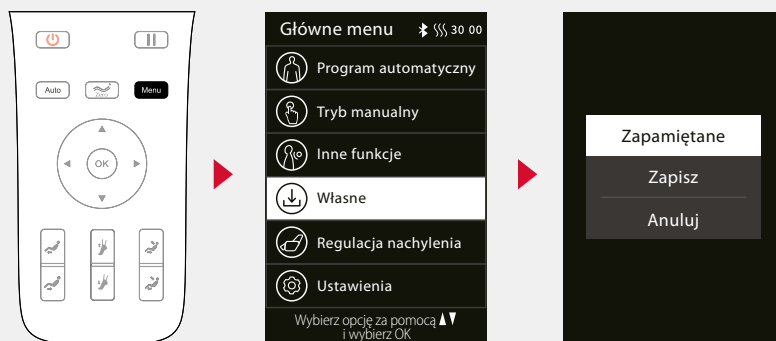 Auto
Zero
Menu
OK
Główne menu 30 00
Program automatyczny
Tryb manualny
Inne funkcje
Własne
Regulacja nachylenia
Ustawienia
Wybierz opcję za pomocą
i wybierz OK
Zapamiętane
Zapisz
Anuluj